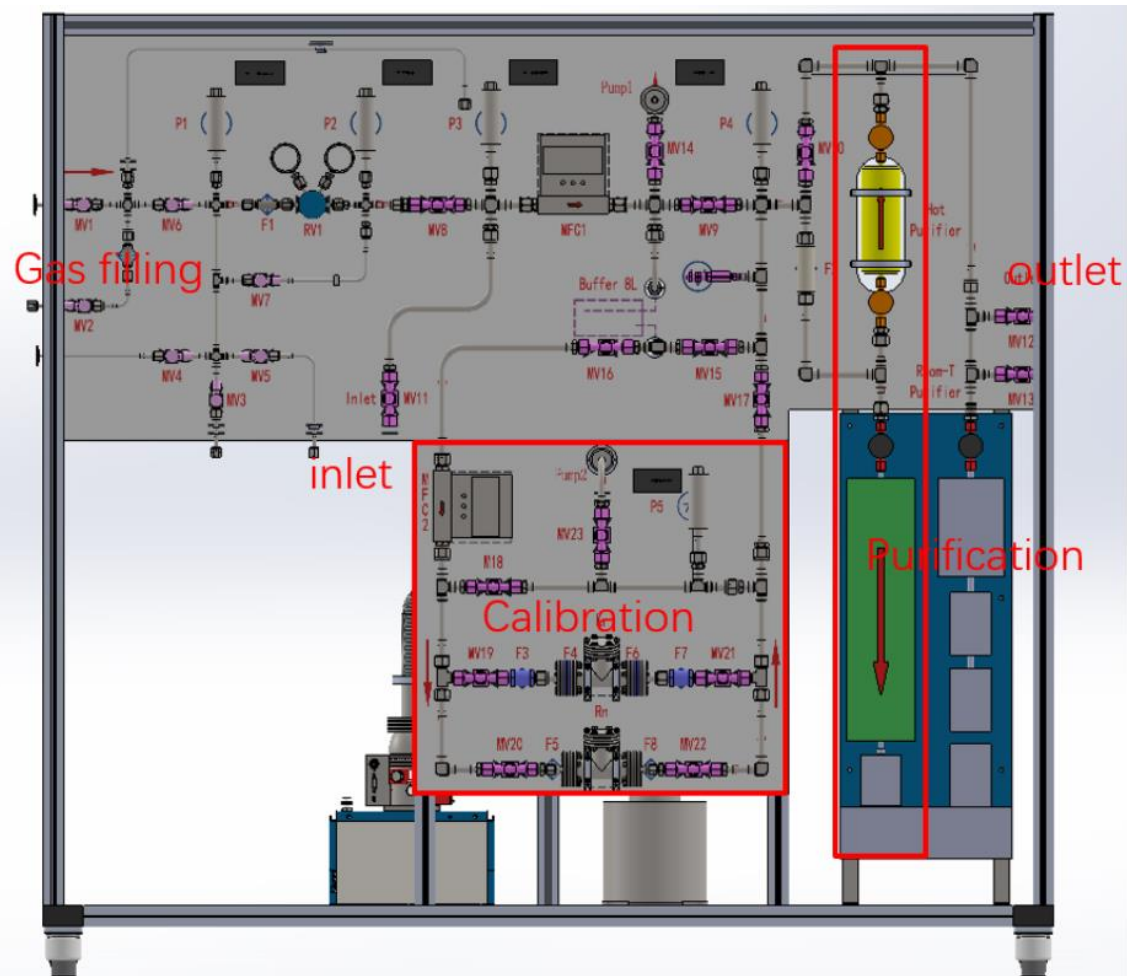 Pump1
P1
P2
P3
P4
MV14
MV1
MV6
F1
RV1
MV8
MFC1
MV9
Hot
Purifier
Gas filling
MV7
Buffer 8L
outlet
MV2
MV12
MV4
MV5
MV16
MV15
Room-T
Purifier
MV3
Inlet
MV11
MV17
MV13
inlet
MFC2
Pump2
P5
MV23
M18
Purification
Calibration
MV19
F3
F4
F6
F7
MV21
Rn
MV20
F5
F8
MV22